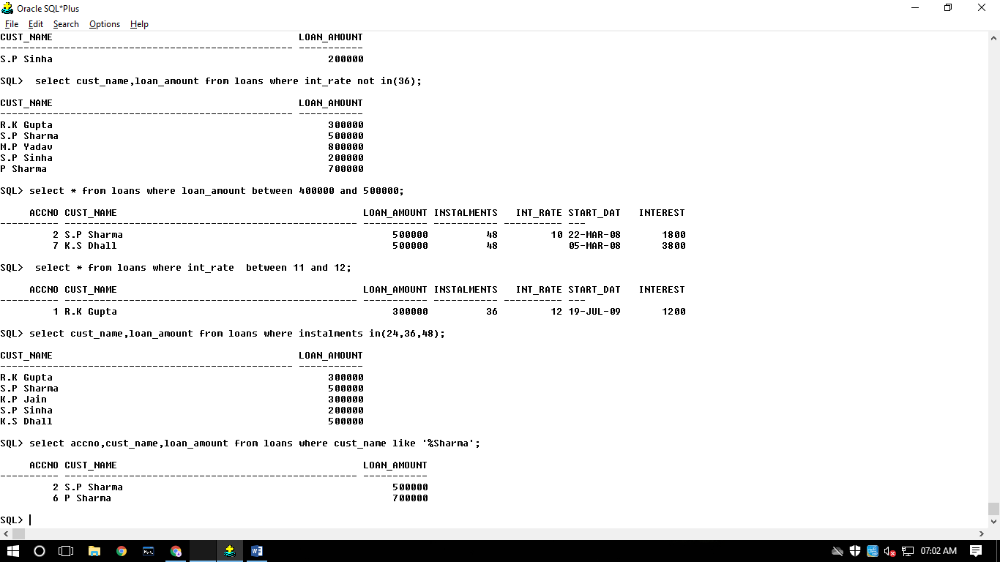 Oracle SQL*Plus
File Edit Search Options Help
CUST_NAME LOAN_AMOUNT
-------------------------------------------------- -----------
S.P Sinha 200000
SQL>  select cust_name,loan_amount from loans where int_rate not in(36);
CUST_NAME LOAN_AMOUNT
-------------------------------------------------- -----------
R.K Gupta 300000
S.P Sharma 500000
M.P Yadav 800000
S.P Sinha 200000
P Sharma 700000
SQL> select * from loans where loan_amount between 400000 and 500000;
ACCNO CUST_NAME LOAN_AMOUNT INSTALMENTS INT_RATE START_DAT INTEREST
---------- -------------------------------------------------- ----------- ----------- ---------- ---
2 S.P Sharma 500000 48 10 22-MAR-08 1800
7 K.S Dhall 500000 48 05-MAR-08 3800
SQL>  select * from loans where int_rate  between 11 and 12;
ACCNO CUST_NAME LOAN_AMOUNT INSTALMENTS INT_RATE START_DAT INTEREST
---------- -------------------------------------------------- ----------- ----------- ---------- ---
1 R.K Gupta 300000 36 12 19-JUL-09 1200
SQL> select cust_name,loan_amount from loans where instalments in(24,36,48);
CUST_NAME LOAN_AMOUNT
-------------------------------------------------- -----------
R.K Gupta 300000
S.P Sharma 500000
K.P Jain 300000
S.P Sinha 200000
K.S Dhall 500000
SQL> select accno,cust_name,loan_amount from loans where cust_name like '%Sharma';
ACCNO CUST_NAME LOAN_AMOUNT
---------- -------------------------------------------------- -----------
2 S.P Sharma 500000
6 P Sharma 700000
SQL>
07:02 AM